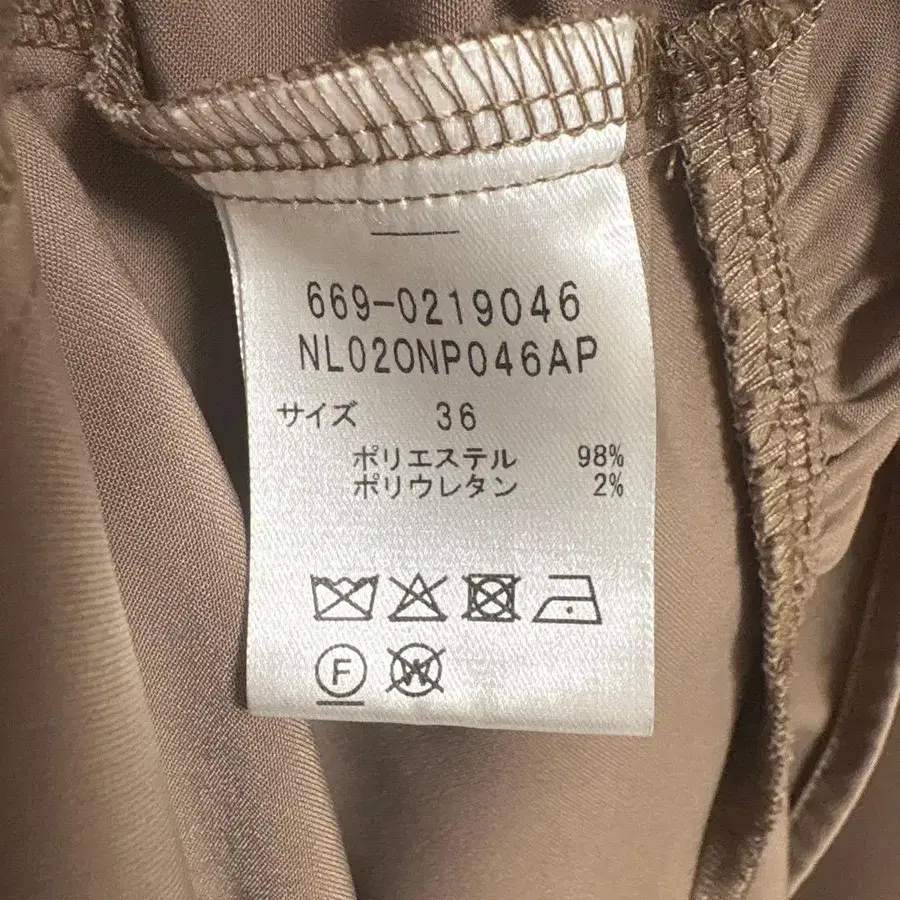 669-0219046
NL020NP046AP
サイズ 36
ポリエステル 98%
ポリウレタン 2%
F
W